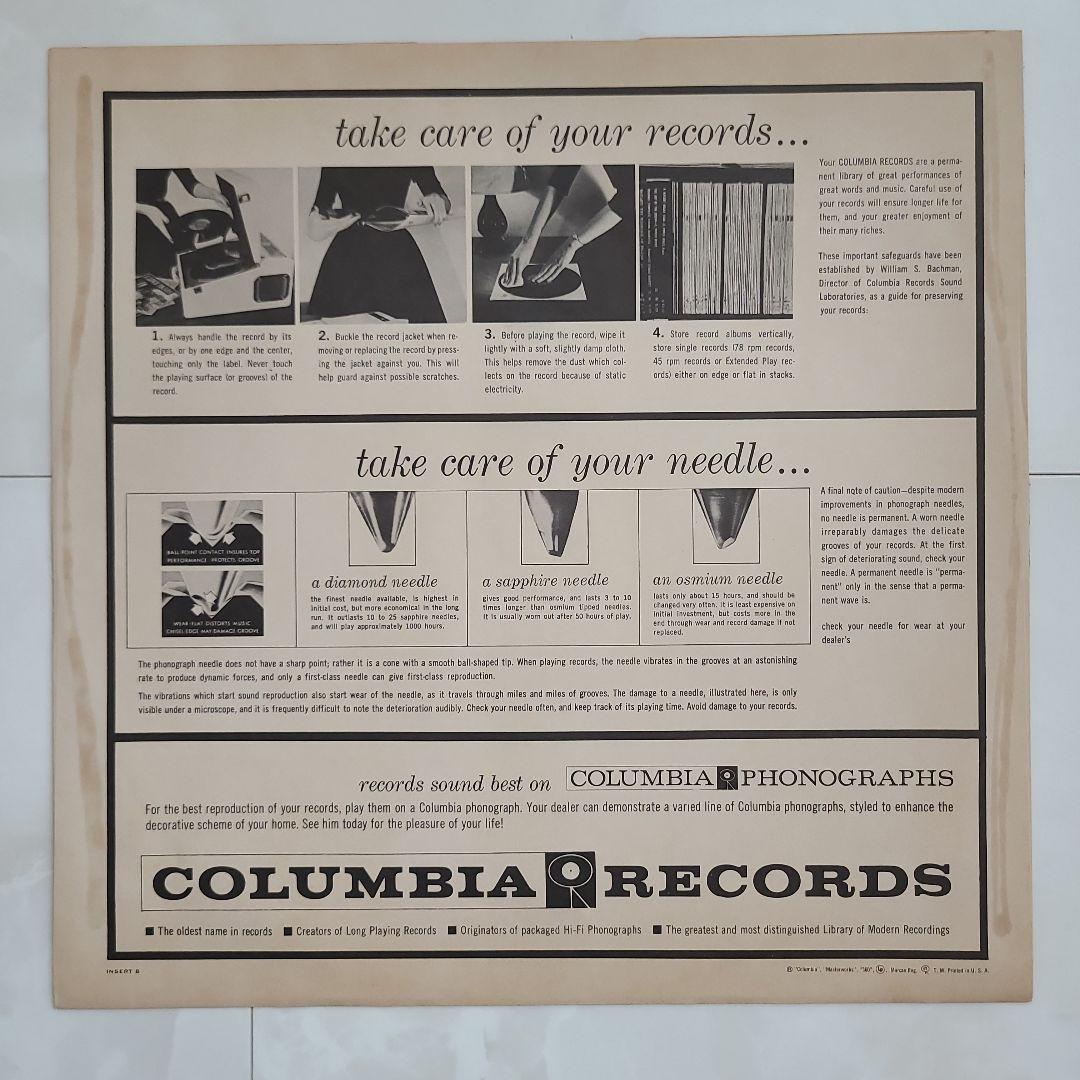 take care of your records...
Your COLUMBIA RECORDS are a perma-
nent library of great performances of
great words and music. Careful use of
your records will ensure longer life for
them, and your greater enjoyment of
their many riches.
These important safeguards have been
established by William S. Bachman,
Director of Columbia Records Sound
Laboratories, as a guide for preserving
your records:
1. Always handle the record by its
edges, or by one edge and the center,
touching only the label. Never touch
the playing surface (or grooves) of the
record.
2. Buckle the record jacket when re-
moving or replacing the record by press-
ing the jacket against you. This will
help guard against possible scratches.
3. Before playing the record, wipe it
lightly with a soft, slightly damp cloth.
This helps remove the dust which col-
lects on the record because of static
electricity.
4. Store record albums vertically,
store single records (78 rpm records,
45 rpm records or Extended Play rec-
ords) either on edge or flat in stacks.
take care of your needle...
BALL POINT CONTACT INSURES TOP
PERFORMANCE PROTECTS GROOVE
WEAR-FLAT DISTORTS MUSIC
CHISEL EDGE MAY DAMAGE GROOVE
a diamond needle
the finest needle available, is highest in
initial cost, but more economical in the long
run. It outlasts 10 to 25 sapphire needles,
and will play approximately 1000 hours.
a sapphire needle
gives good performance, and lasts 3 to 10
times longer than osmium tipped needles.
It is usually worn out after 50 hours of play.
an osmium needle
lasts only about 15 hours, and should be
changed very often. It is least expensive on
initial investment, but costs more in the
end through wear and record damage if not
replaced.
A final note of caution—despite modern
improvements in phonograph needles,
no needle is permanent. A worn needle
irreparably damages the delicate
grooves of your records. At the first
sign of deteriorating sound, check your
needle. A permanent needle is "perma-
nent" only in the sense that a perma-
nent wave is.
check your needle for wear at your
dealer's
The phonograph needle does not have a sharp point; rather it is a cone with a smooth ball-shaped tip. When playing records, the needle vibrates in the grooves at an astonishing
rate to produce dynamic forces, and only a first-class needle can give first-class reproduction.
The vibrations which start sound reproduction also start wear of the needle, as it travels through miles and miles of grooves. The damage to a needle, illustrated here, is only
visible under a microscope, and it is frequently difficult to note the deterioration audibly. Check your needle often, and keep track of its playing time. Avoid damage to your records.
records sound best on COLUMBIA PHONOGRAPHS
For the best reproduction of your records, play them on a Columbia phonograph. Your dealer can demonstrate a varied line of Columbia phonographs, styled to enhance the
decorative scheme of your home. See him today for the pleasure of your life!
COLUMBIA RECORDS
■ The oldest name in records ■ Creators of Long Playing Records ■ Originators of packaged Hi-Fi Phonographs ■ The greatest and most distinguished Library of Modern Recordings
INSERT B
® "Columbia", "Masterworks", "360", Marcas Reg. T. M. Printed in U. S. A.